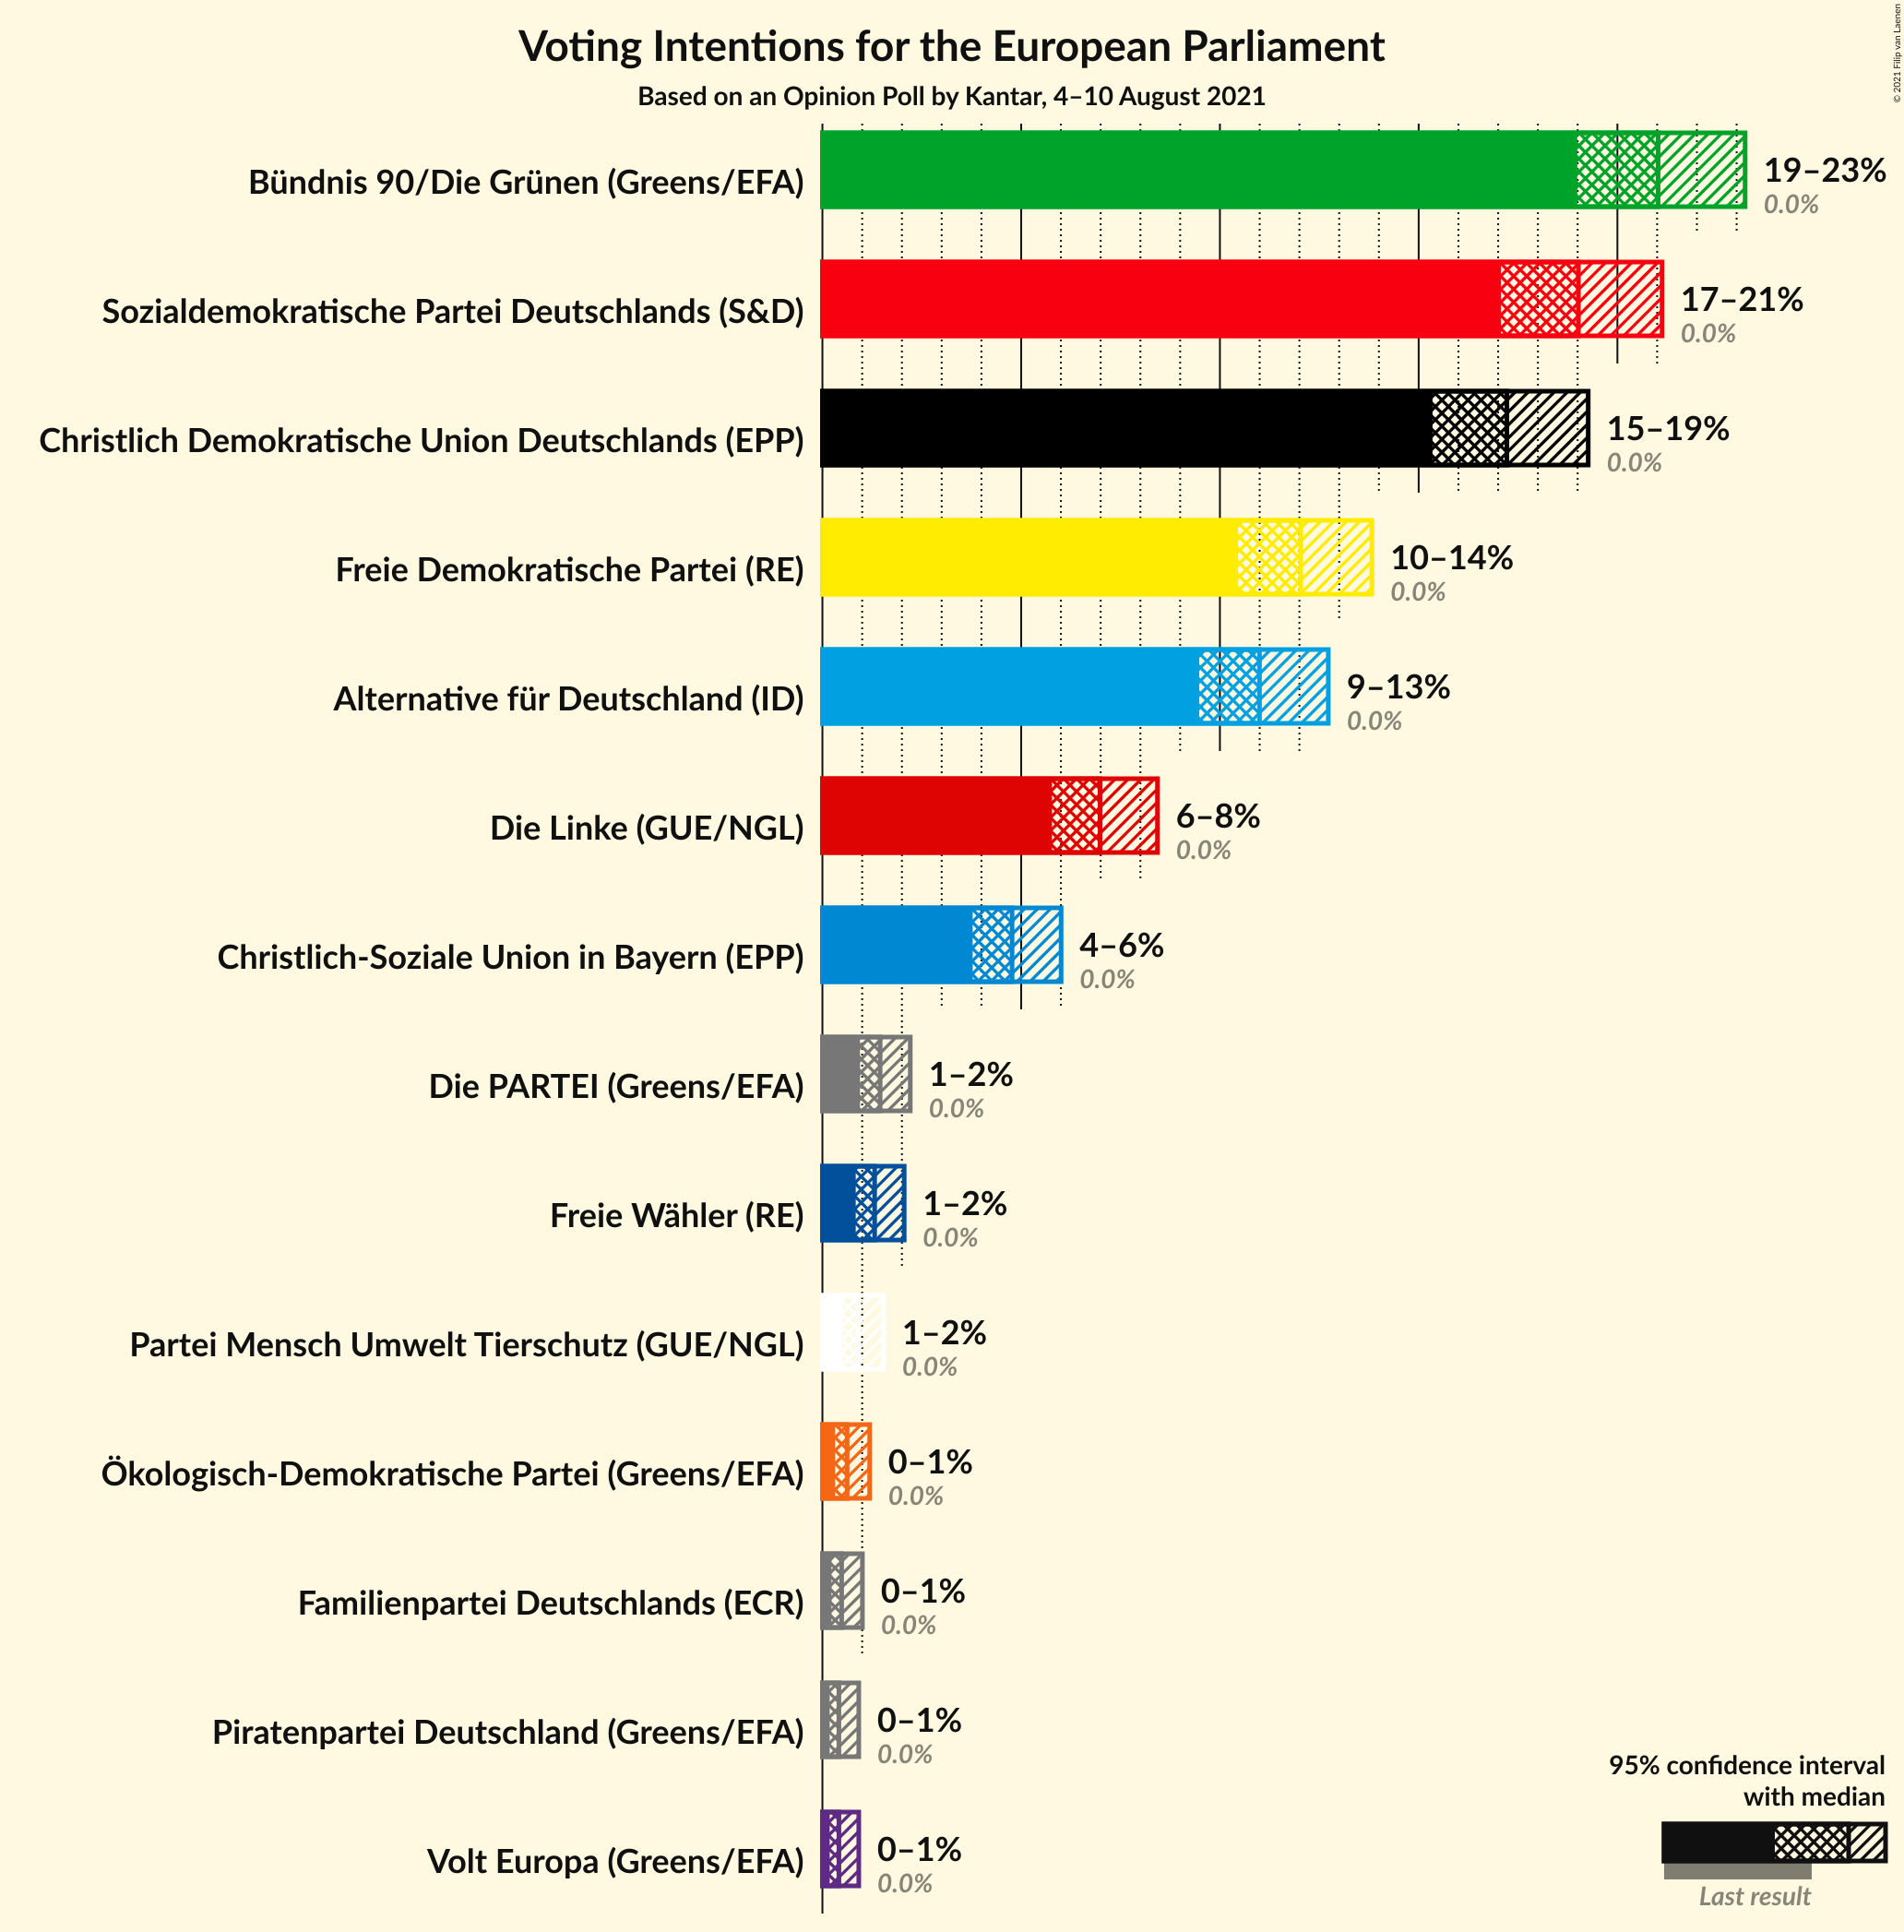 Voting Intentions for the European Parliament
Based on an Opinion Poll by Kantar, 4–10 August 2021
© 2021 Filip van Laenen
Bündnis 90/Die Grünen (Greens/EFA)
19–23%
0.0%
Sozialdemokratische Partei Deutschlands (S&D)
17–21%
0.0%
Christlich Demokratische Union Deutschlands (EPP)
15–19%
0.0%
Freie Demokratische Partei (RE)
10–14%
0.0%
Alternative für Deutschland (ID)
9–13%
0.0%
Die Linke (GUE/NGL)
6–8%
0.0%
Christlich-Soziale Union in Bayern (EPP)
4–6%
0.0%
Die PARTEI (Greens/EFA)
1–2%
0.0%
Freie Wähler (RE)
1–2%
0.0%
Partei Mensch Umwelt Tierschutz (GUE/NGL)
1–2%
0.0%
Ökologisch-Demokratische Partei (Greens/EFA)
0–1%
0.0%
Familienpartei Deutschlands (ECR)
0–1%
0.0%
Piratenpartei Deutschland (Greens/EFA)
0–1%
0.0%
Volt Europa (Greens/EFA)
0–1%
0.0%
95% confidence interval
with median
Last result